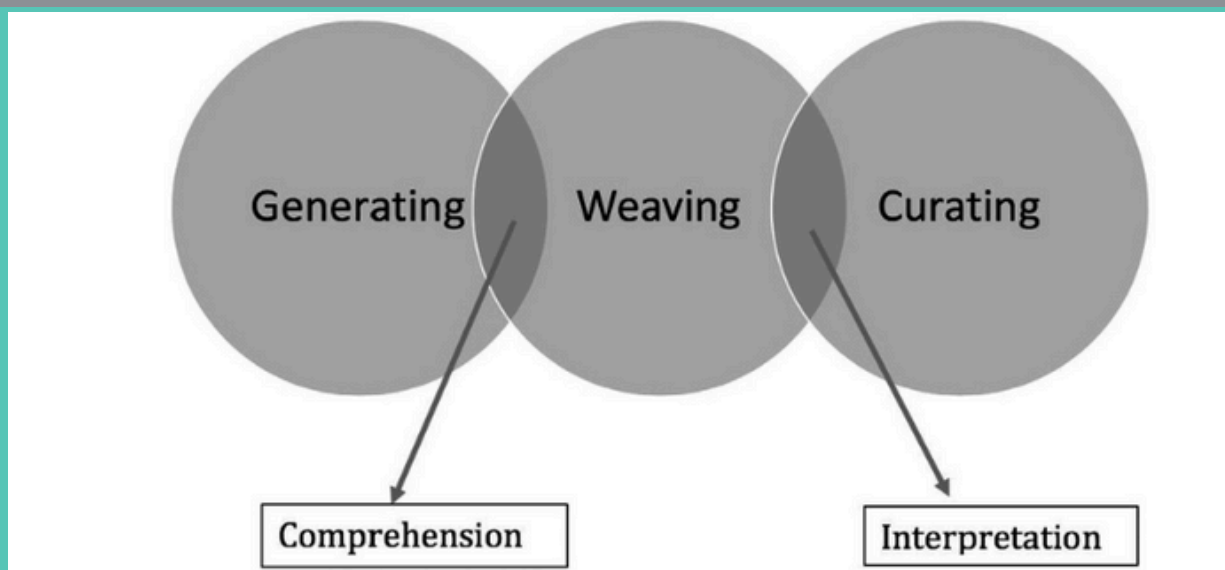 Generating
Weaving
Curating
Comprehension
Interpretation